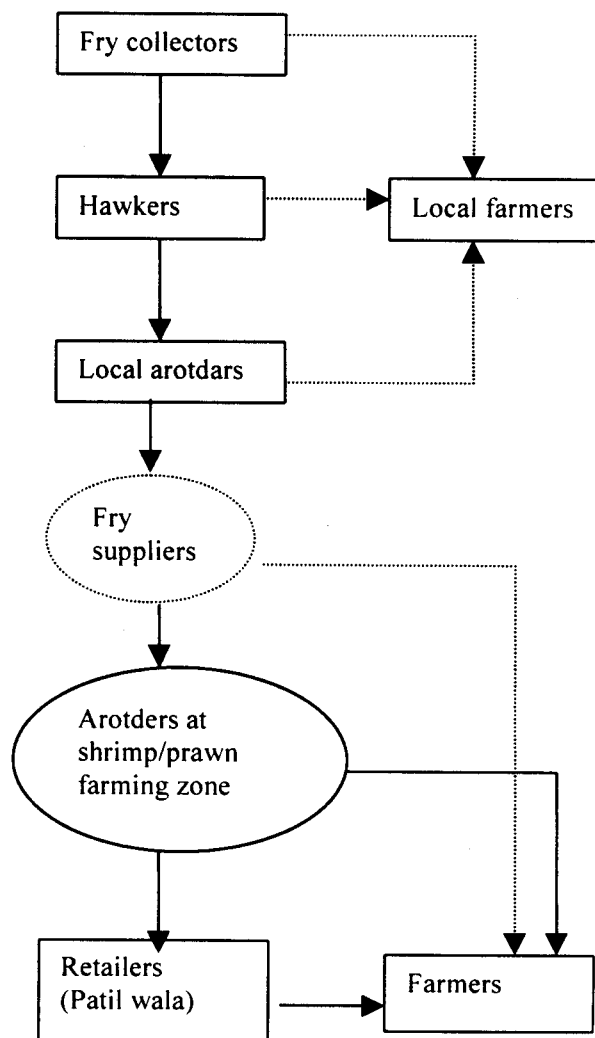 Fry collectors
Hawkers
Local farmers
Local arotdars
Fry
suppliers
Arotders at
shrimp/prawn
farming zone
Retailers
(Patil wala)
Farmers